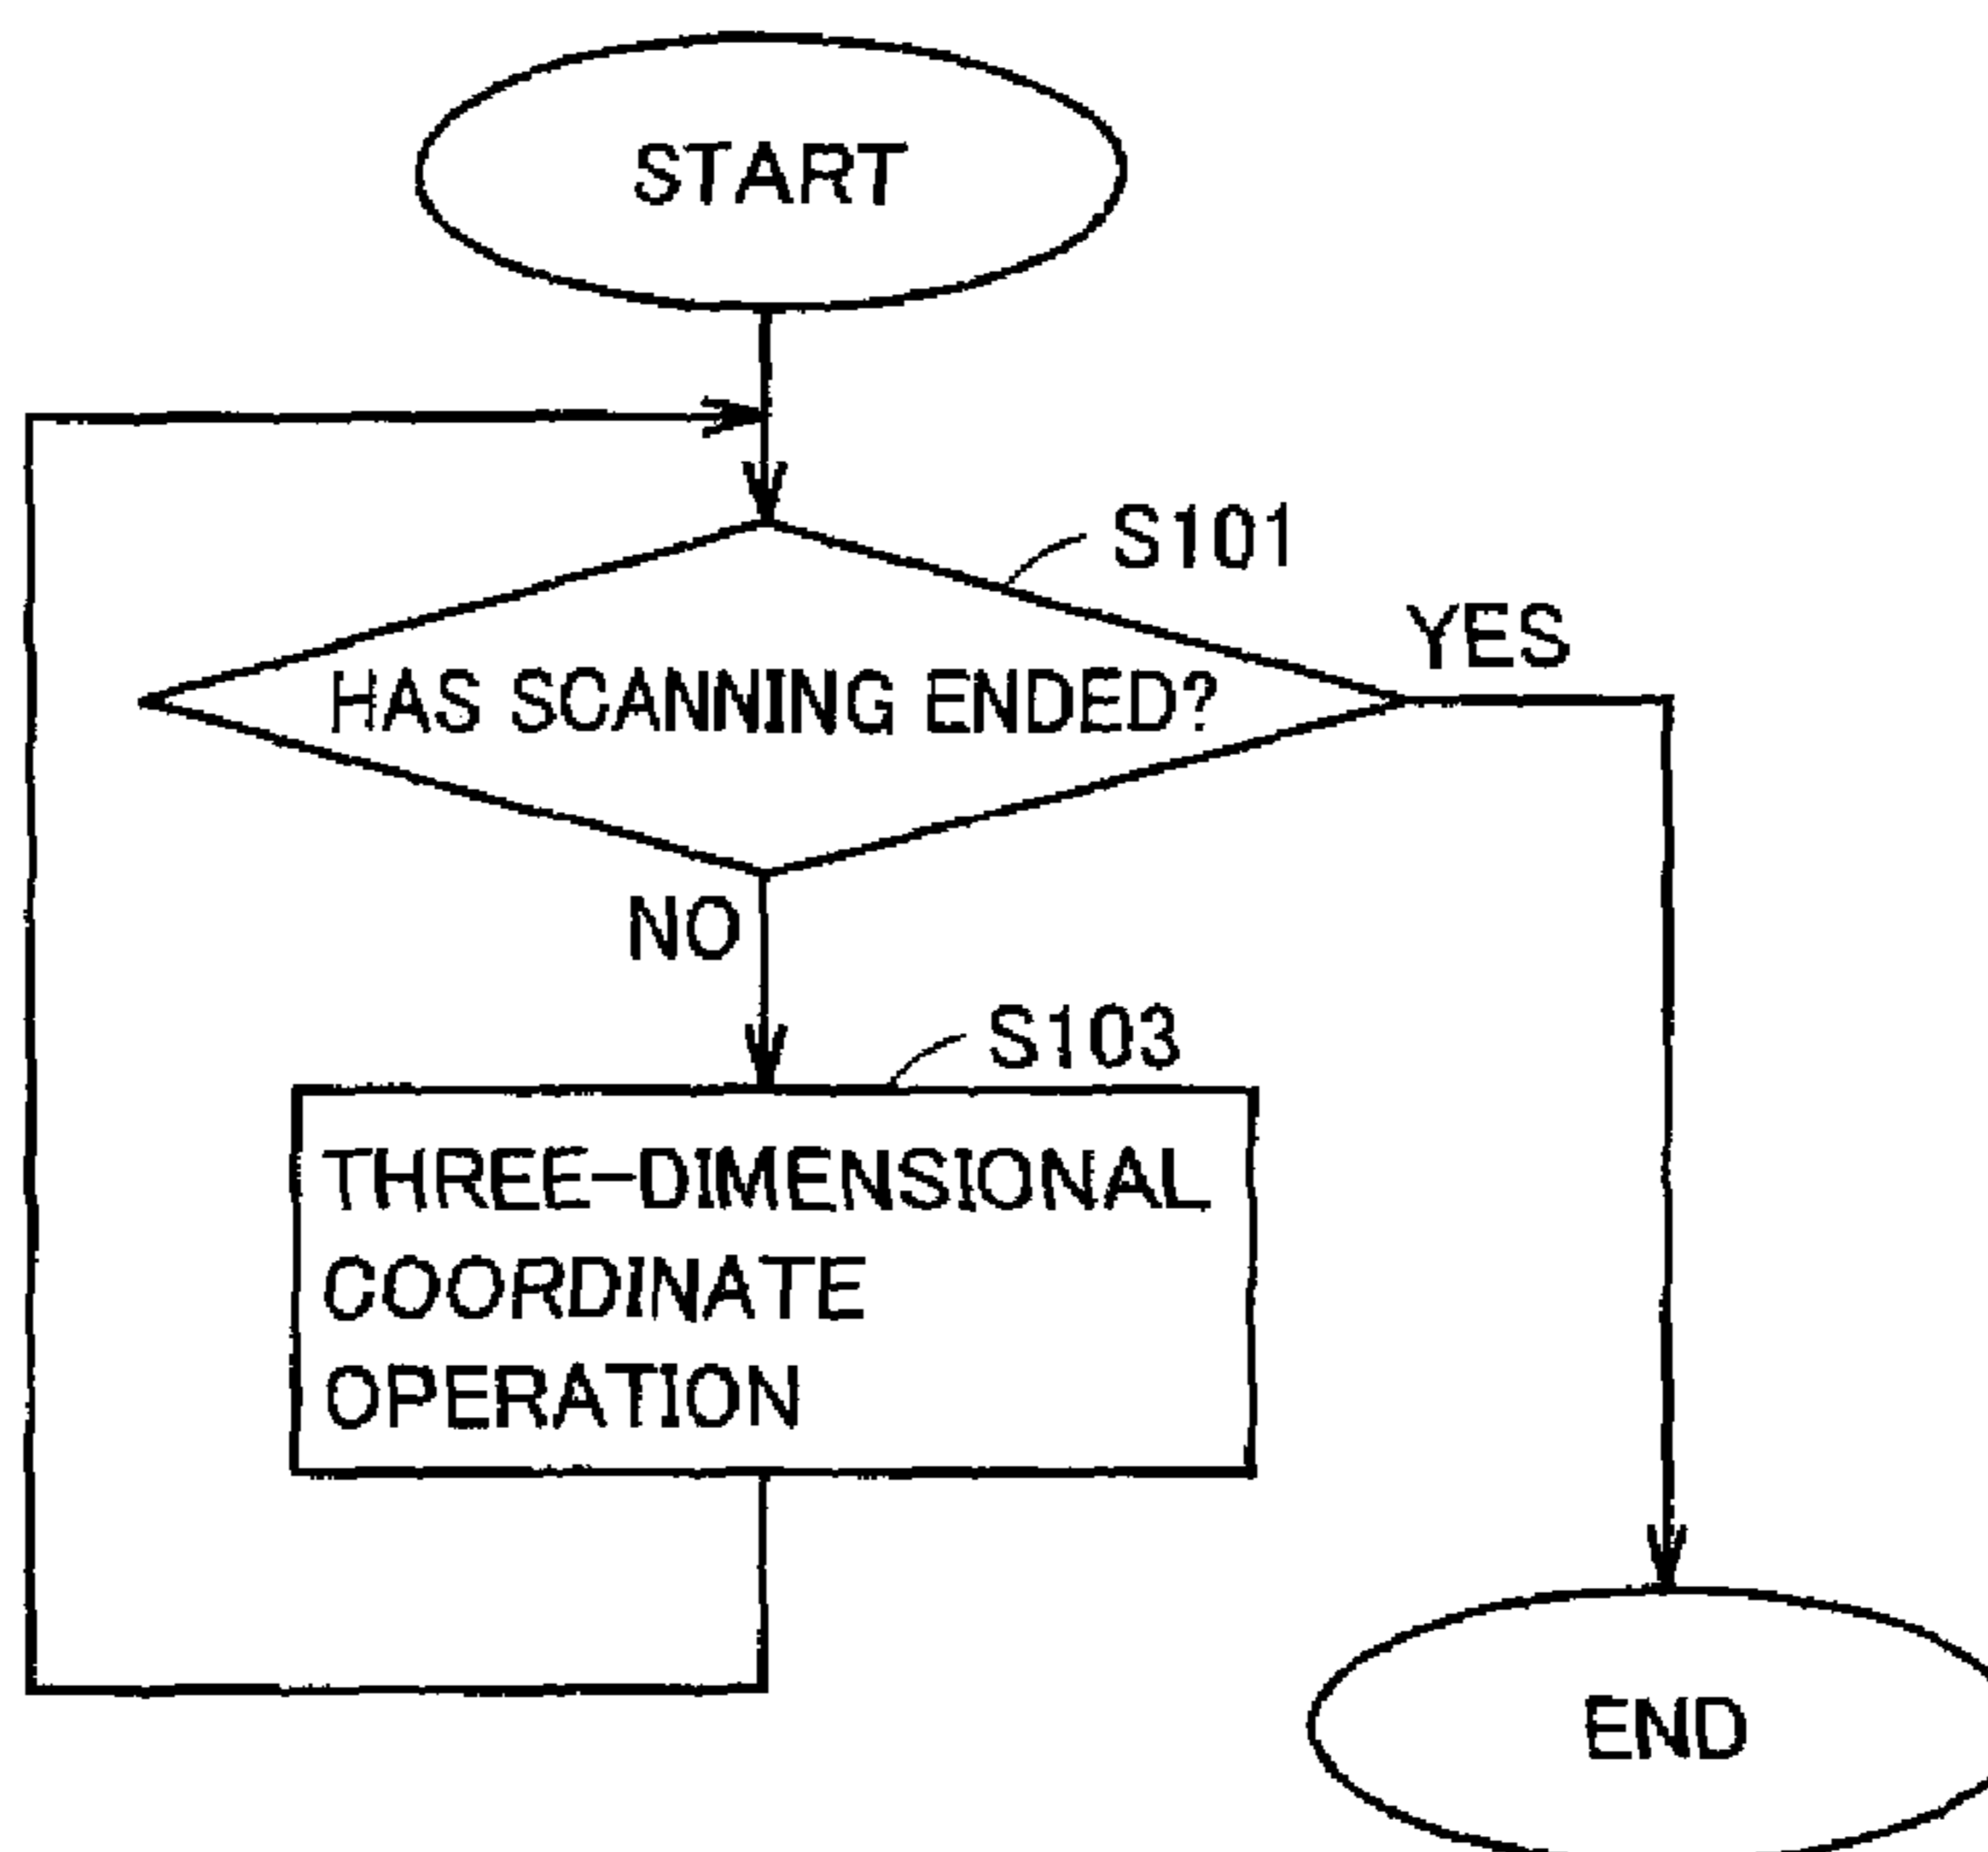 START
S101
YES
HAS SCANNING ENDED?
NO
S103
THREE-DIMENSIONAL
COORDINATE
OPERATION
END